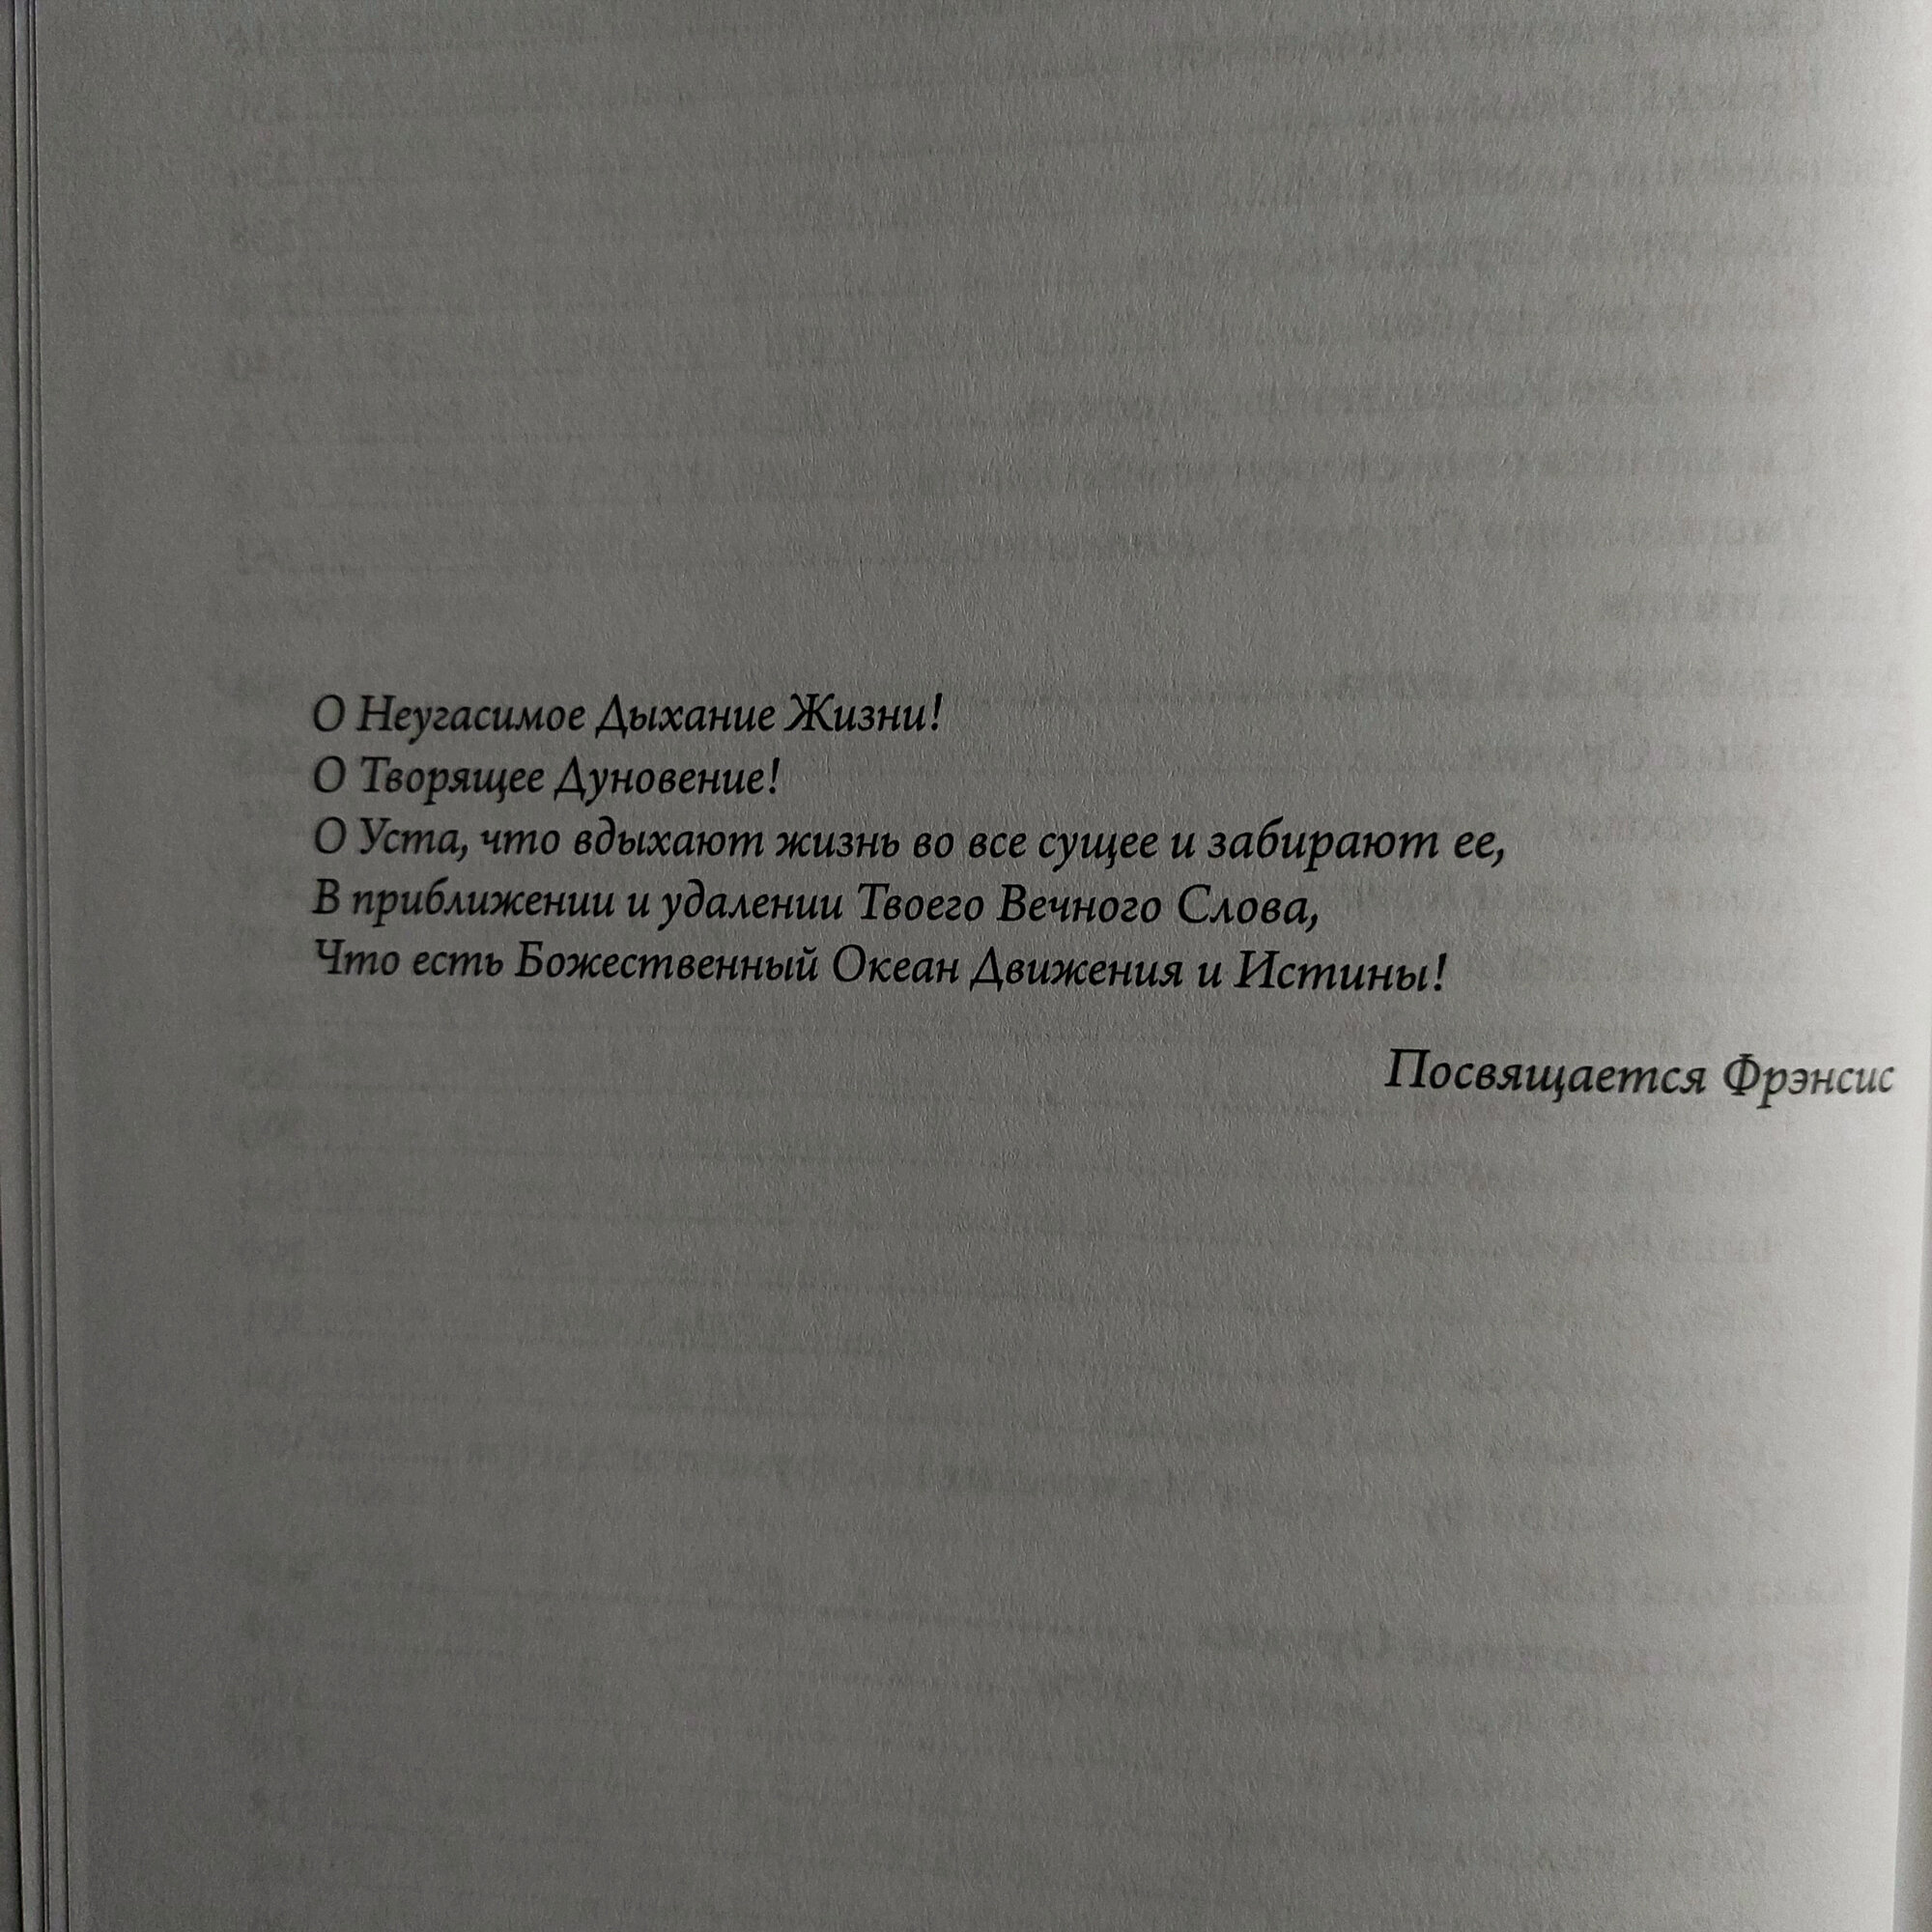 О Неугасимое Дыхание Жизни!
О Творящее Дуновение!
О Уста, что вдыхают жизнь во все сущее и забирают ее,
В приближении и удалении Твоего Вечного Слова,
Что есть Божественный Океан Движения и Истины!
Посвящается Фрэнсис